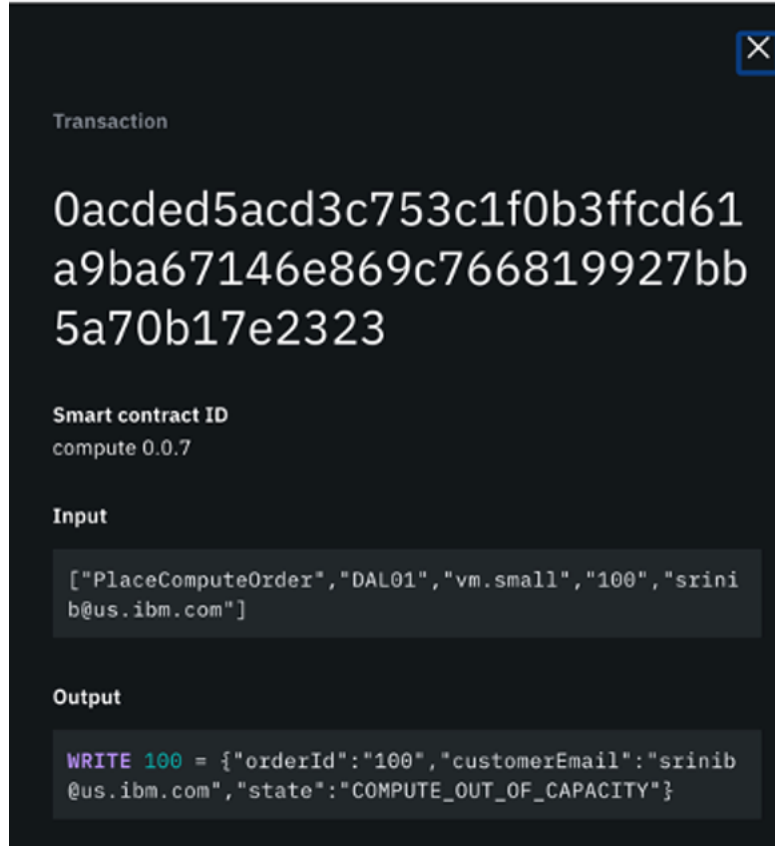 Transaction
0acded5acd3c753c1f0b3ffcd61
a9ba67146e869c766819927bb
5a70b17e2323
Smart contract ID
compute 0.0.7
Input
["PlaceComputeOrder","DAL01","vm.small","100","srini
b@us.ibm.com"]
Output
WRITE 100 = {"orderId":"100","customerEmail":"srinib
@us.ibm.com","state":"COMPUTE_OUT_OF_CAPACITY"}